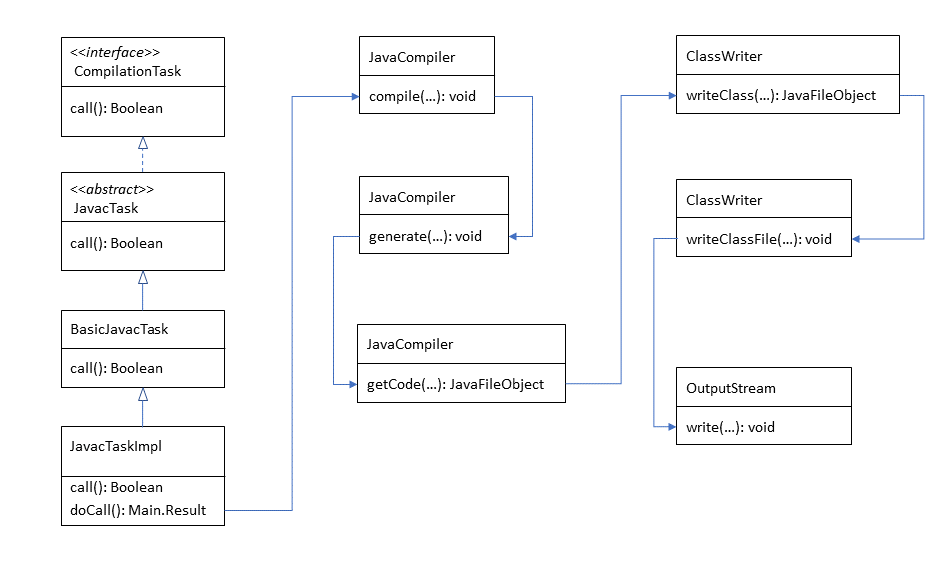 <<interface>>
CompilationTask
call(): Boolean
<<abstract>>
JavacTask
call(): Boolean
BasicJavacTask
call(): Boolean
JavacTaskImpl
call(): Boolean
doCall(): Main.Result
JavaCompiler
compile(...): void
JavaCompiler
generate(...): void
JavaCompiler
getCode(...): JavaFileObject
ClassWriter
writeClass(...): JavaFileObject
ClassWriter
writeClassFile(...): void
OutputStream
write(...): void